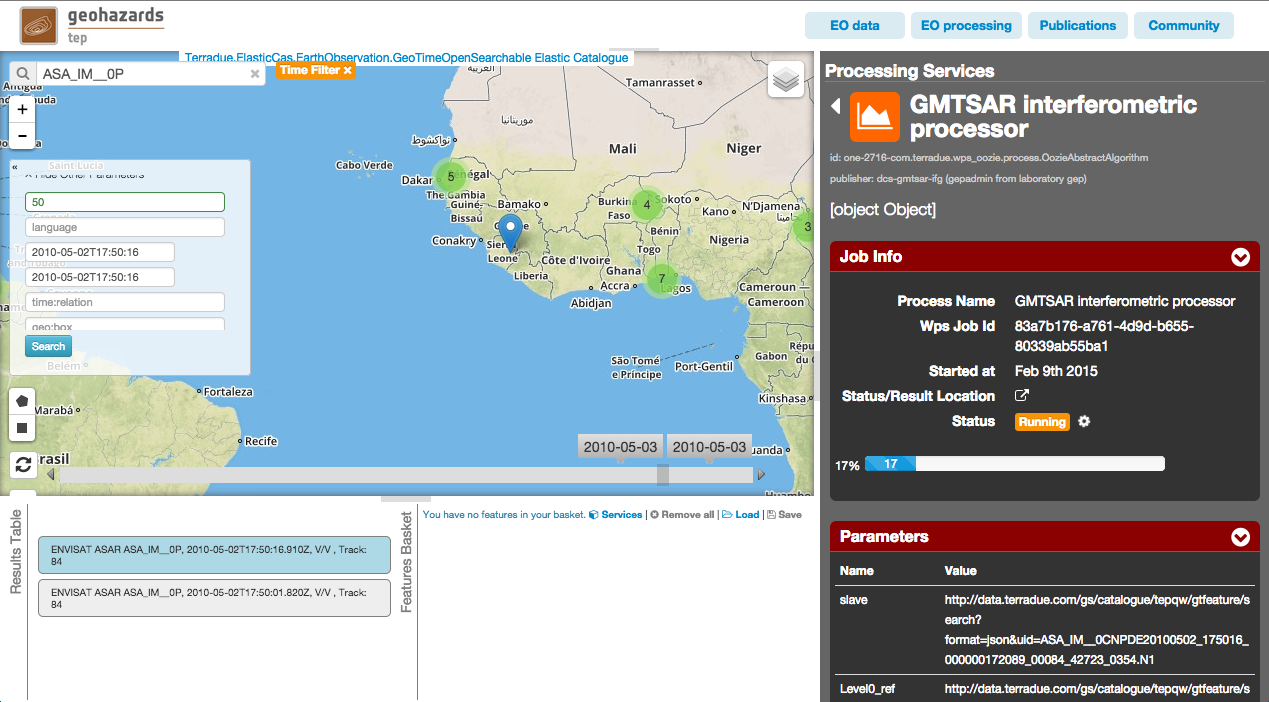 geohazards
tep
EO data
EO processing
Publications
Community
Terradue.ElasticCas.EarthObservation.GeoTimeOpenSearchable Elastic Catalogue
ASA_IM__0P
Time Filter ×
Antigua
+
-
Saint Lucia
«
Hide Other Parameters
50
language
2010-05-02T17:50:16
2010-05-02T17:50:16
time:relation
geo:box
Search
Belém
Tamanrasset
موريتانيا
نواكشوط
Mali
Niger
Cabo Verde
Dakar
5
Sénégal
The Gambia
Guiné-
Bissau
Bamako
Burkina
Faso
4
Sokoto
Kano
N'Djamena
3
Conakry
Sierra
Leone
Liberia
Côte d'Ivoire
Ghana
Togo
Bénin
Nigeria
Accra
7
Lagos
Abidjan
Cameroun —
Cameroon
São Tomé
e Príncipe
Port-Gentil
Gabon
Kinshasa
Luanda
Huambo
Fortaleza
Marabá
Recife
Brasil
2010-05-03
2010-05-03
Results Table
ENVISAT ASAR ASA_IM__0P, 2010-05-02T17:50:16.910Z, V/V , Track:
84
ENVISAT ASAR ASA_IM__0P, 2010-05-02T17:50:01.820Z, V/V , Track:
84
Features Basket
You have no features in your basket. Services | Remove all | Load | Save
Processing Services
GMTSAR interferometric
processor
id: one-2716-com.terradue.wps_oozie.process.OozieAbstractAlgorithm
publisher: dcs-gmtsar-ifg (gepadmin from laboratory gep)
[object Object]
Job Info
Process Name GMTSAR interferometric processor
Wps Job Id 83a7b176-a761-4d9d-b655-
80339ab55ba1
Started at Feb 9th 2015
Status/Result Location
Status Running
17% 17
Parameters
Name Value
slave http://data.terradue.com/gs/catalogue/tepqw/gtfeature/s
earch?
format=json&uid=ASA_IM__0CNPDE20100502_175016_
000000172089_00084_42723_0354.N1
Level0_ref http://data.terradue.com/gs/catalogue/tepqw/gtfeature/s